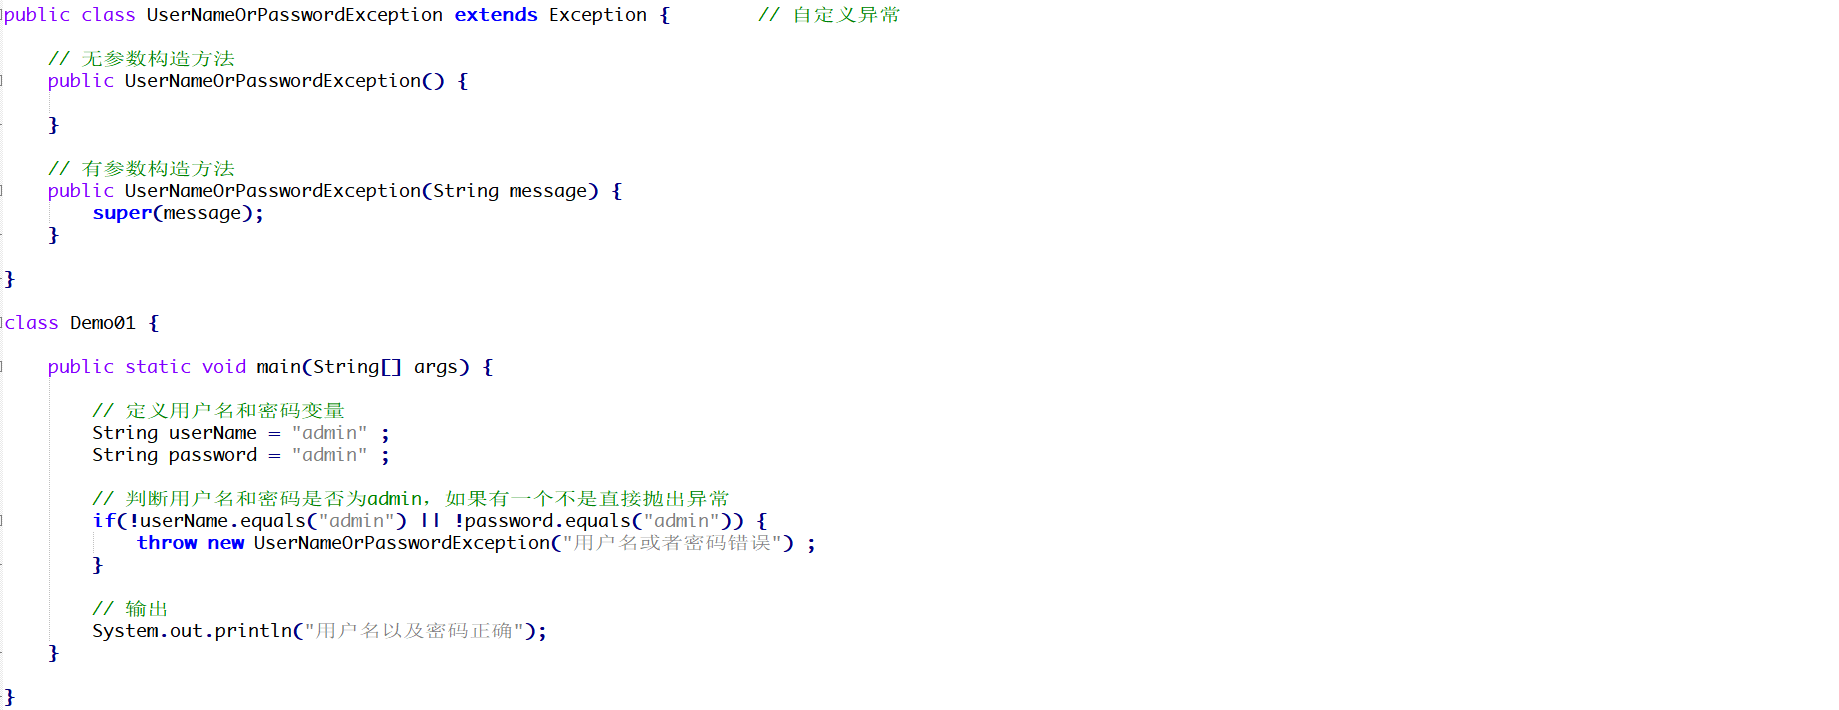 public class UserNameOrPasswordException extends Exception {        // 自定义异常
    // 无参数构造方法
    public UserNameOrPasswordException() {
    }
    // 有参数构造方法
    public UserNameOrPasswordException(String message) {
        super(message);
    }
}
class Demo01 {
    public static void main(String[] args) {
        // 定义用户名和密码变量
        String userName = "admin" ;
        String password = "admin" ;
        // 判断用户名和密码是否为admin，如果有一个不是直接抛出异常
        if(!userName.equals("admin") || !password.equals("admin")) {
            throw new UserNameOrPasswordException("用户名或者密码错误") ;
        }
        // 输出
        System.out.println("用户名以及密码正确");
    }
}